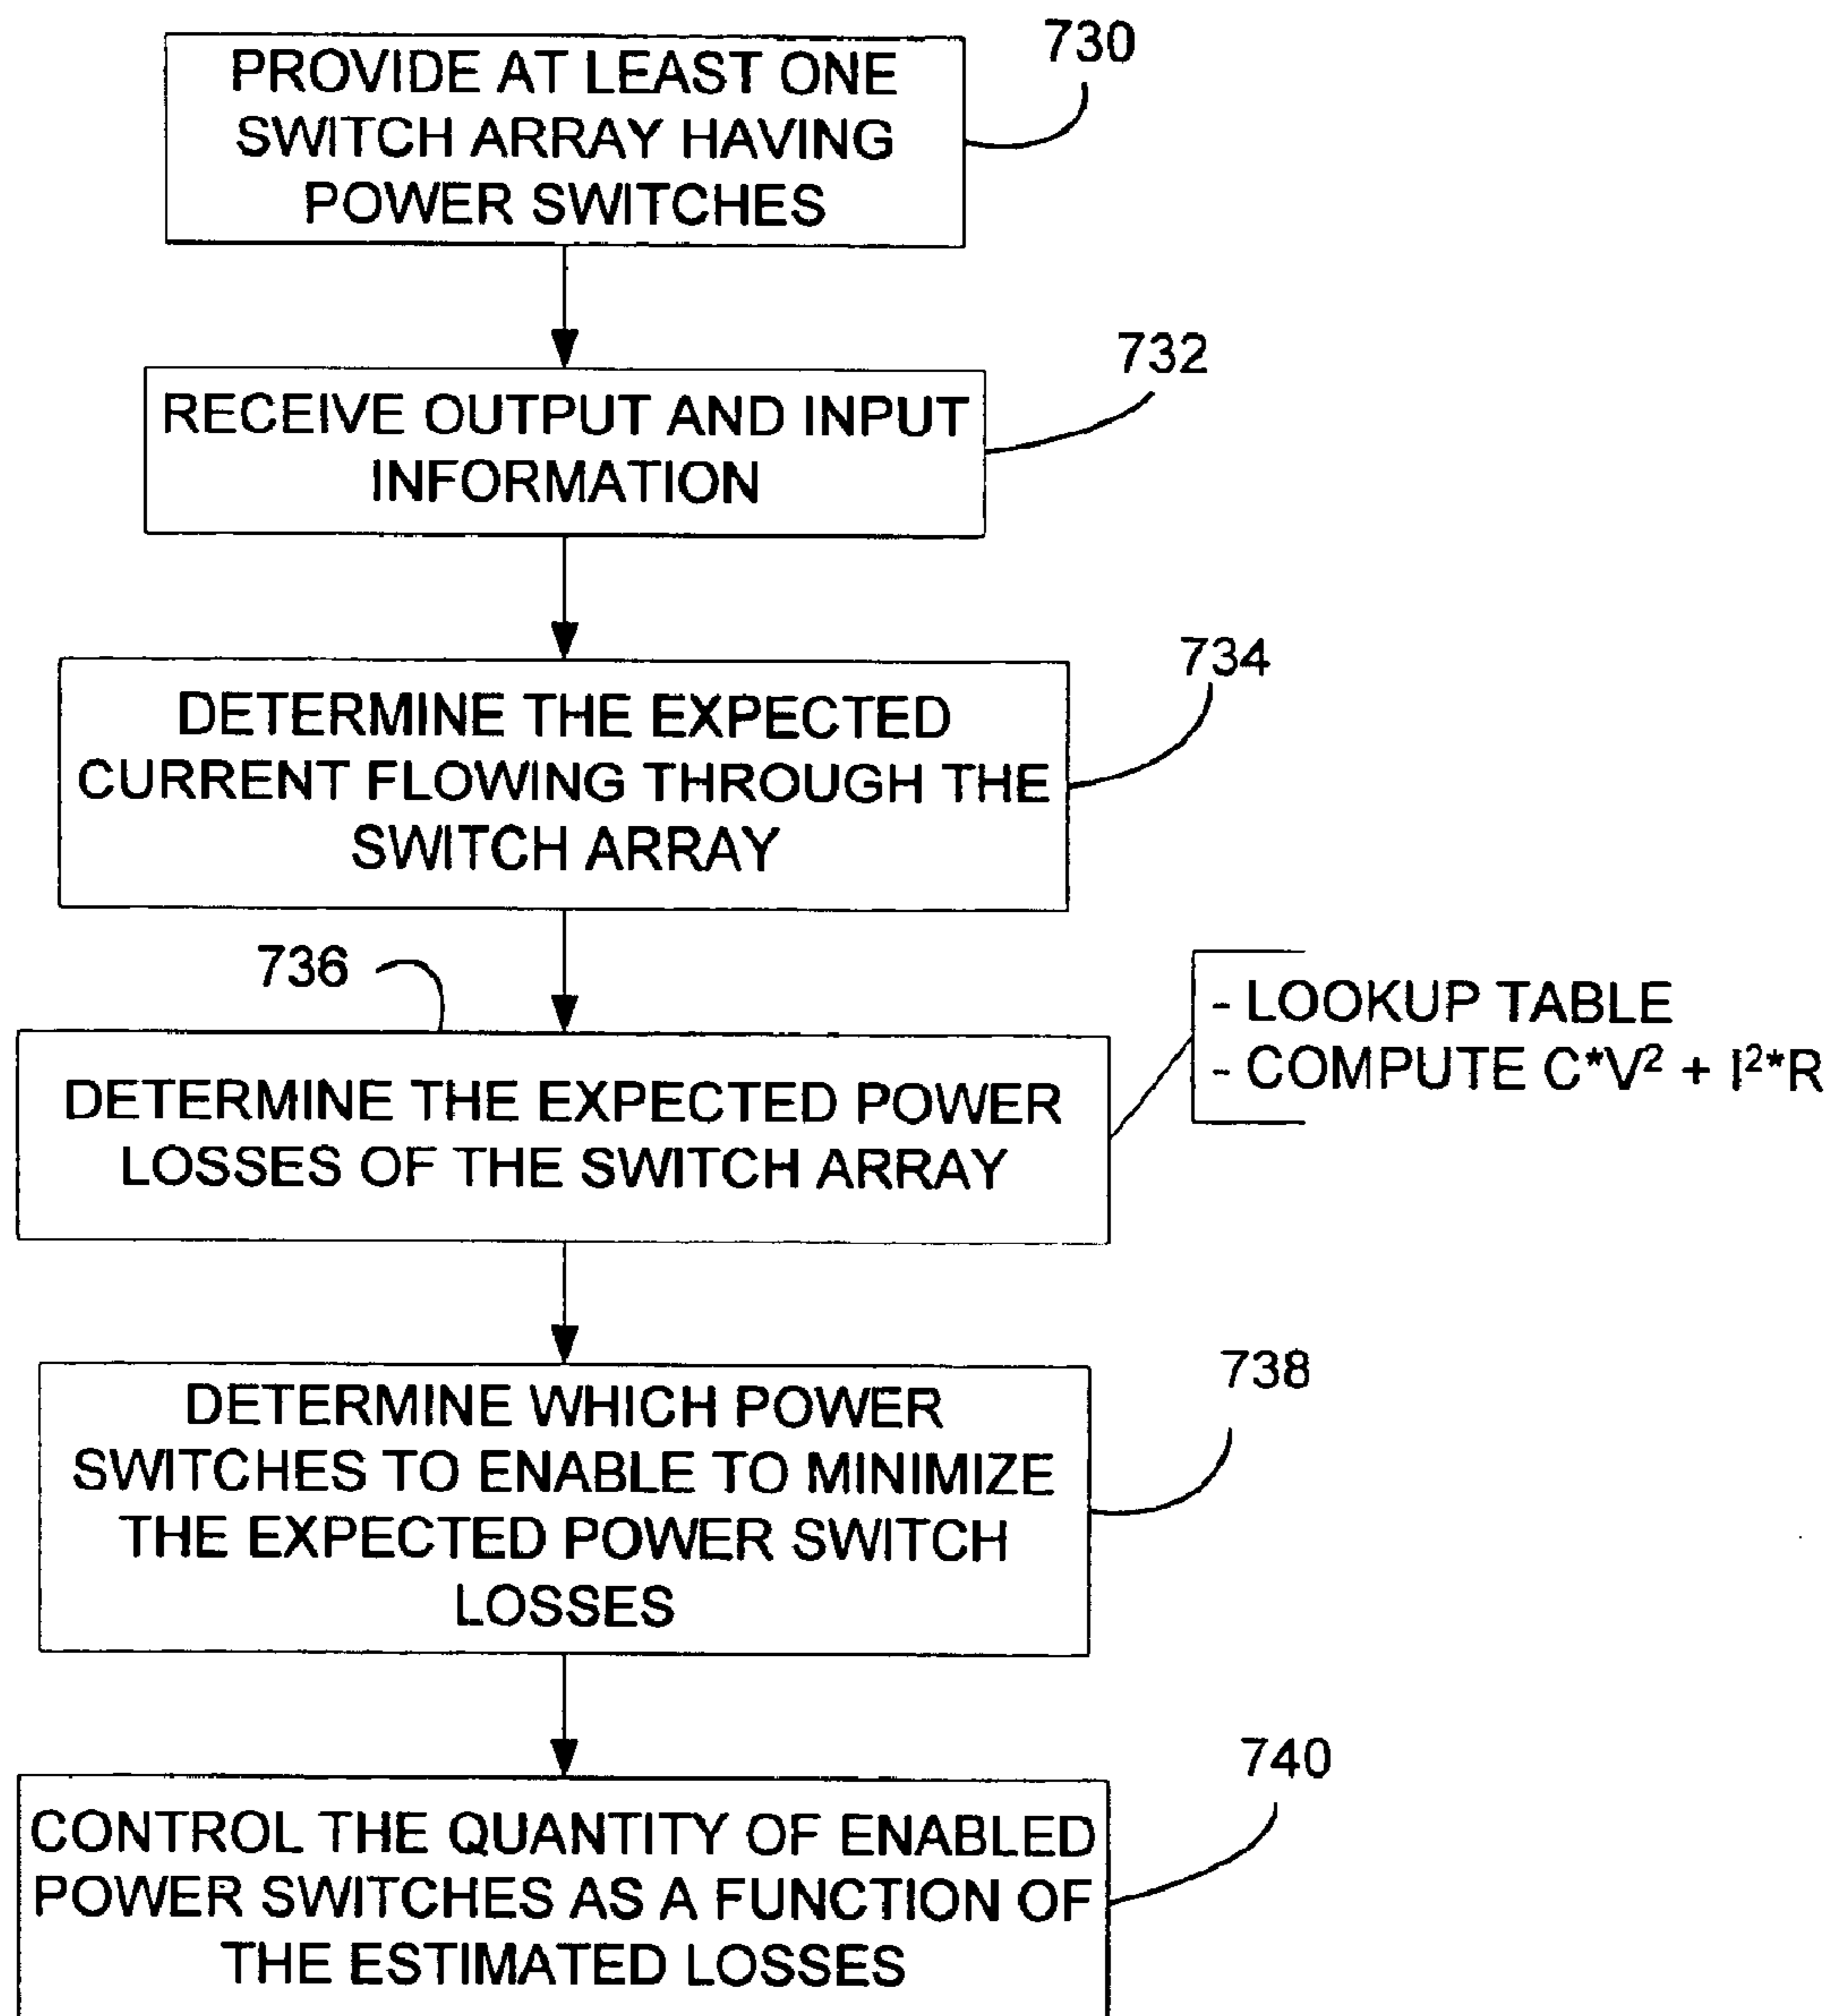 730
PROVIDE AT LEAST ONE
SWITCH ARRAY HAVING
POWER SWITCHES
732
RECEIVE OUTPUT AND INPUT
INFORMATION
734
DETERMINE THE EXPECTED
CURRENT FLOWING THROUGH THE
SWITCH ARRAY
736
- LOOKUP TABLE
- COMPUTE C*V² + I²*R
DETERMINE THE EXPECTED POWER
LOSSES OF THE SWITCH ARRAY
738
DETERMINE WHICH POWER
SWITCHES TO ENABLE TO MINIMIZE
THE EXPECTED POWER SWITCH
LOSSES
740
CONTROL THE QUANTITY OF ENABLED
POWER SWITCHES AS A FUNCTION OF
THE ESTIMATED LOSSES